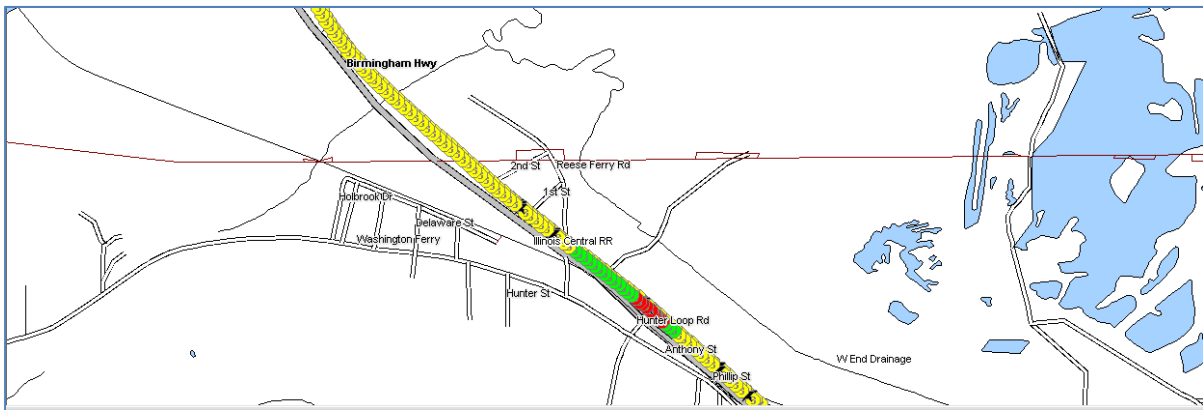 Birmingham Hwy
2nd St
Reese Ferry Rd
1st St
Holbrook Dr
Delaware St
Washington Ferry
Illinois Central RR
Hunter St
Hunter Loop Rd
Anthony St
W End Drainage
Phillip St